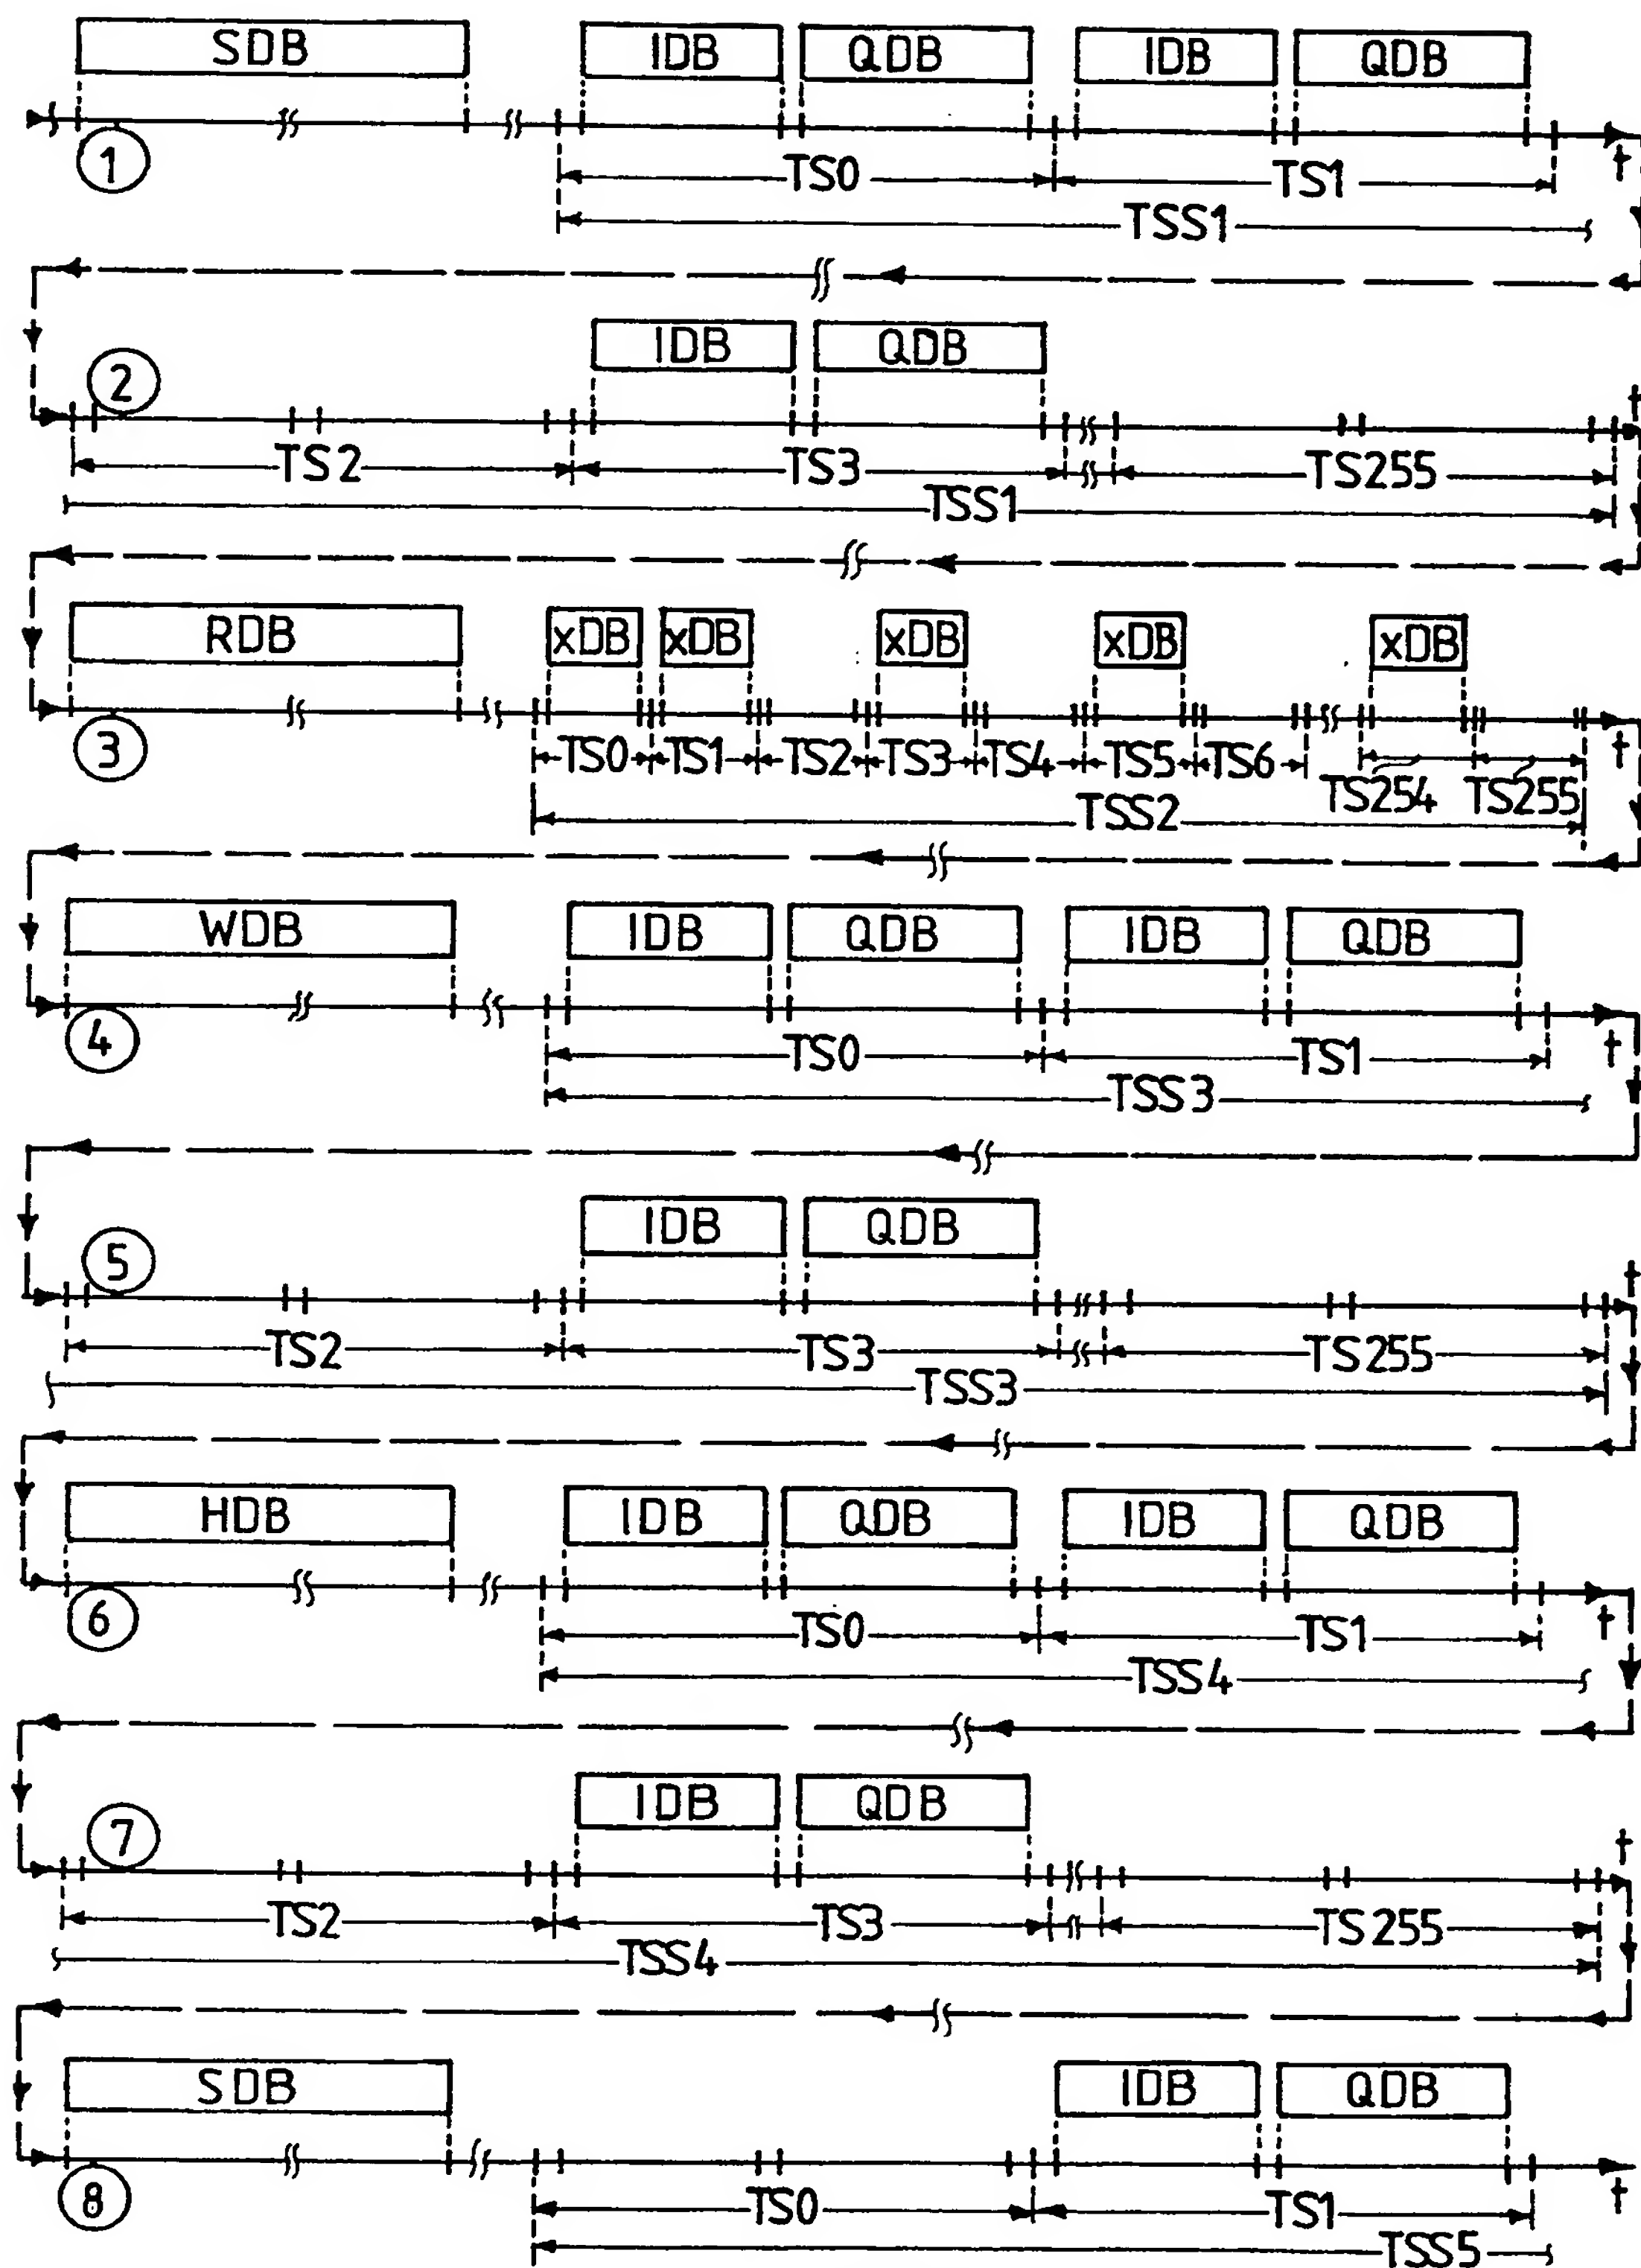 SDB IDB QDB IDB QDB
1 t
TS0 TS1
TSS1
IDB QDB
2 t
TS2 TS3 TS255
TSS1
RDB xDB xDB xDB xDB xDB
3 t
TS0 TS1 TS2 TS3 TS4 TS5 TS6 TS254 TS255
TSS2
WDB IDB QDB IDB QDB
4 t
TS0 TS1
TSS3
IDB QDB
5 t
TS2 TS3 TS255
TSS3
HDB IDB QDB IDB QDB
6 t
TS0 TS1
TSS4
IDB QDB
7 t
TS2 TS3 TS255
TSS4
SDB IDB QDB
8 t
TS0 TS1
TSS5